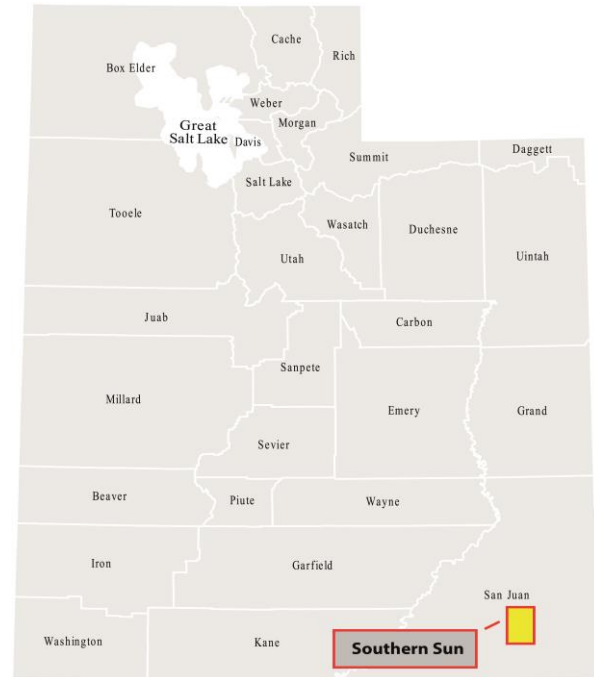 Cache
Rich
Box Elder
Weber
Great
Salt Lake
Morgan
Davis
Summit
Daggett
Salt Lake
Tooele
Wasatch
Duchesne
Utah
Uintah
Juab
Carbon
Sanpete
Millard
Emery
Grand
Sevier
Beaver
Piute
Wayne
Iron
Garfield
San Juan
Washington
Kane
Southern Sun